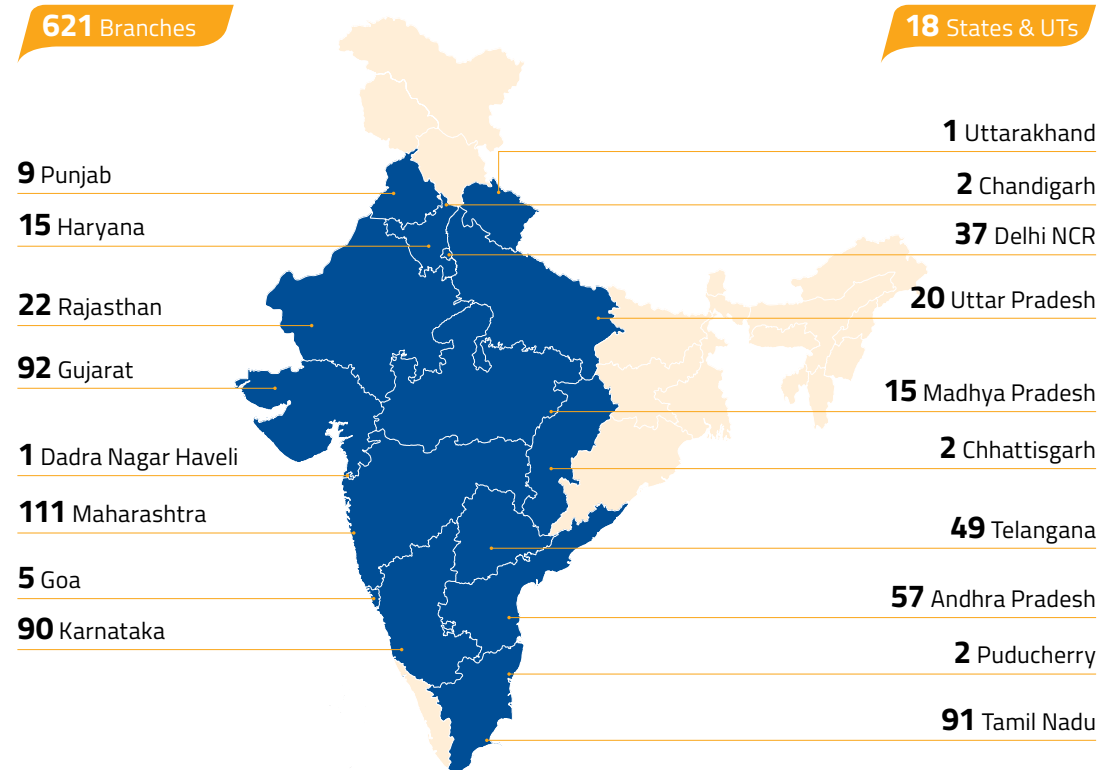 621 Branches
18 States & UTs
9 Punjab
15 Haryana
22 Rajasthan
92 Gujarat
1 Dadra Nagar Haveli
111 Maharashtra
5 Goa
90 Karnataka
1 Uttarakhand
2 Chandigarh
37 Delhi NCR
20 Uttar Pradesh
15 Madhya Pradesh
2 Chhattisgarh
49 Telangana
57 Andhra Pradesh
2 Puducherry
91 Tamil Nadu